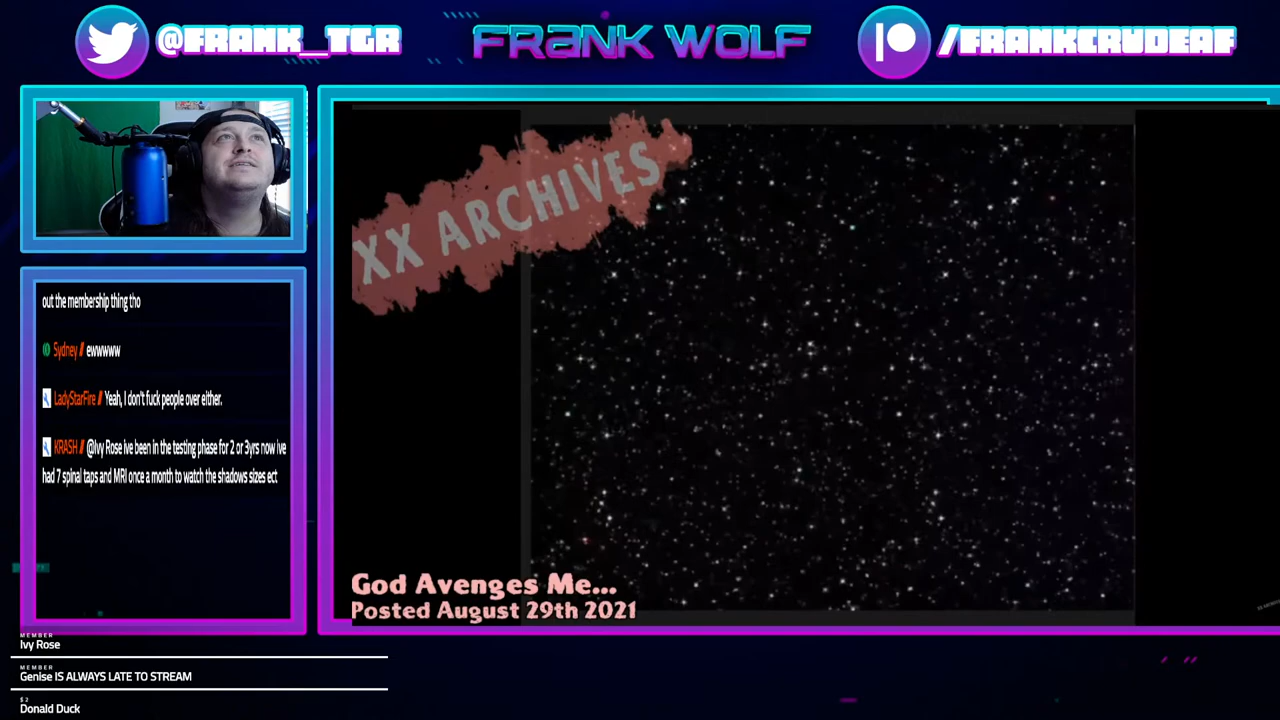 @FRANK_TGR
FRANK WOLF
/FRANKCRUDEAF
XX ARCHIVES
out the membership thing tho
Sydney // ewwwww
LadyStarFire // Yeah, I don't fuck people over either.
KRASH // @Ivy Rose ive been in the testing phase for 2 or 3yrs now ive
had 7 spinal taps and MRI once a month to watch the shadows sizes ect
God Avenges Me...
Posted August 29th 2021
MEMBER
Ivy Rose
MEMBER
Genise IS ALWAYS LATE TO STREAM
$2
Donald Duck